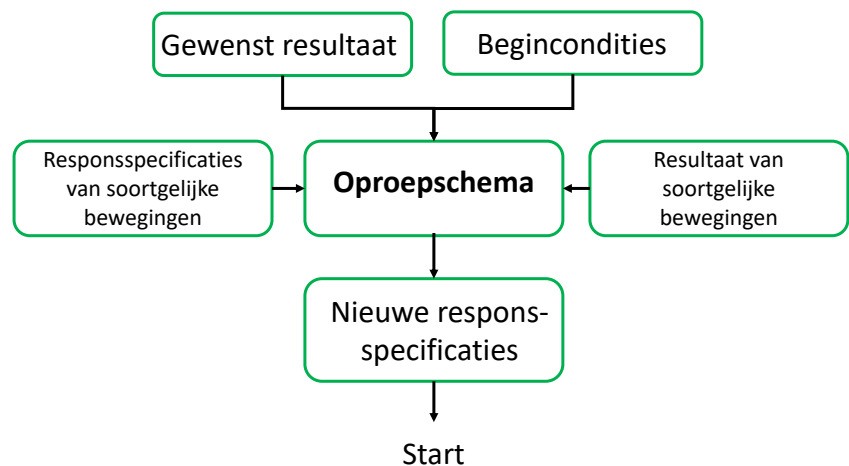 Gewenst resultaat
Begincondities
Responsspecificaties
van soortgelijke
bewegingen
Oproepschema
Resultaat van
soortgelijke
bewegingen
Nieuwe respons-
specificaties
Start